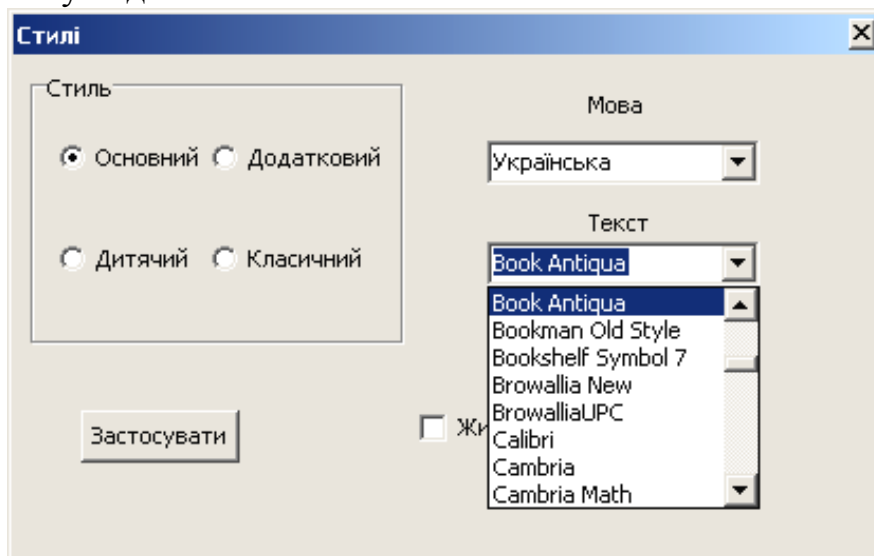 Стилі
Стиль
Основний Додатковий
Дитячий Класичний
Застосувати
Мова
Українська
Текст
Book Antiqua
Book Antiqua
Bookman Old Style
Bookshelf Symbol 7
Browallia New
BrowalliaUPC
Calibri
Cambria
Cambria Math